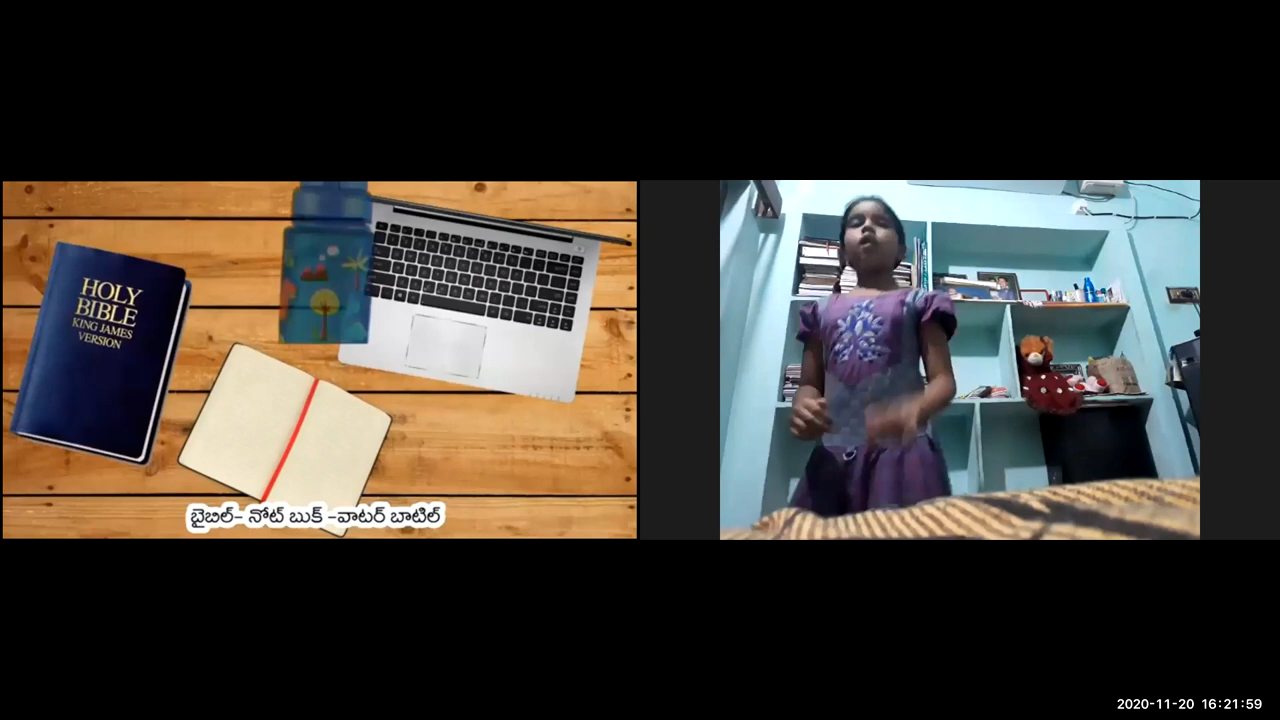 HOLY
BIBLE
KING JAMES
VERSION
బైబిల్- నోట్ బుక్ -వాటర్ బాటిల్
2020-11-20 16:21:59